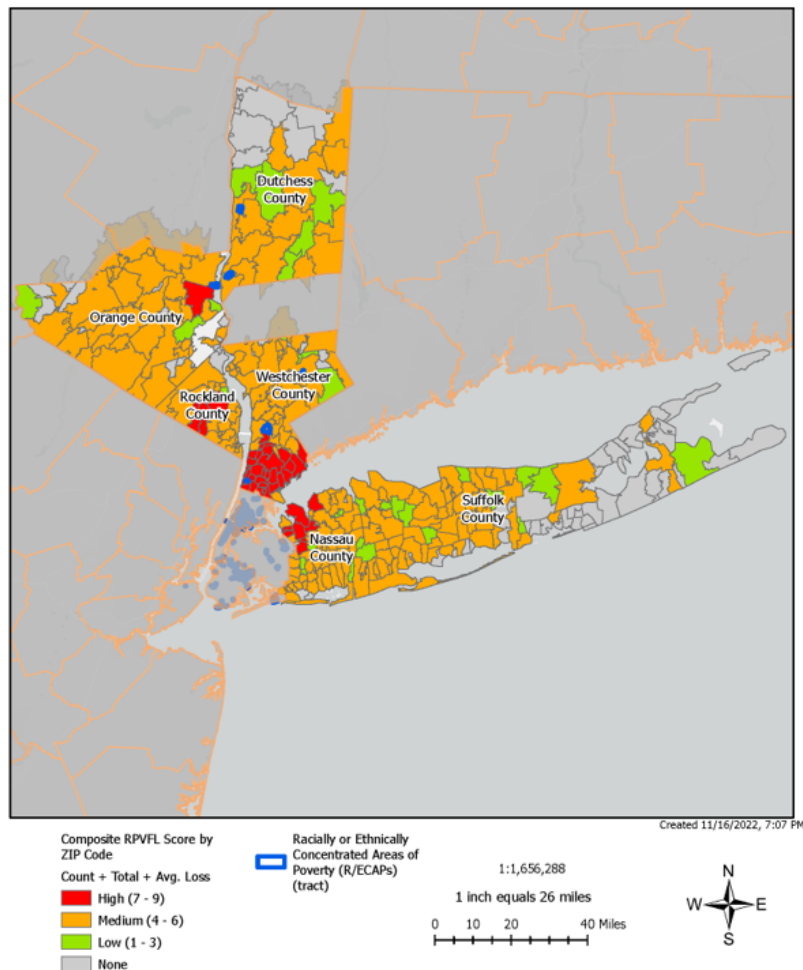 Dutchess
County
Orange County
Westchester
County
Rockland
County
Suffolk
County
Nassau
County
Created 11/16/2022, 7:07 PM
Composite RPVFL Score by
ZIP Code
Count + Total + Avg. Loss
High (7 - 9)
Medium (4 - 6)
Low (1 - 3)
None
Racially or Ethnically
Concentrated Areas of
Poverty (R/ECAPs)
(tract)
1:1,656,288
1 inch equals 26 miles
0 10 20 40 Miles
N
W E
S